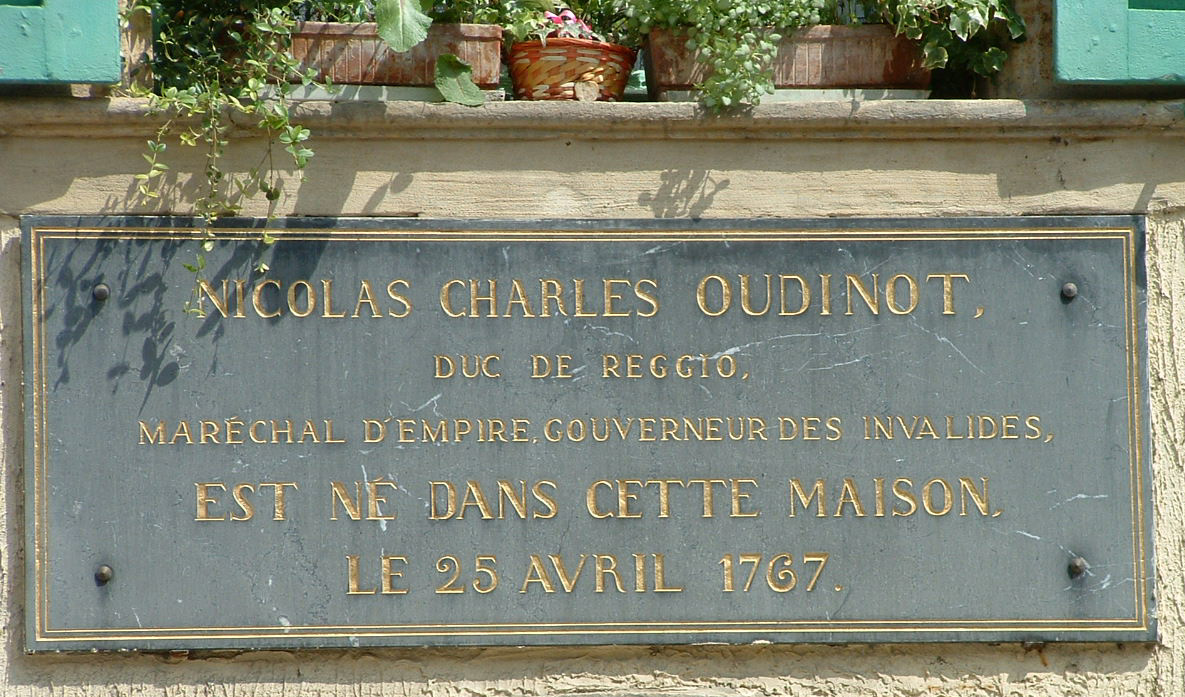 NICOLAS CHARLES OUDINOT,
DUC DE REGGIO,
MARÉCHAL D'EMPIRE, GOUVERNEUR DES INVALIDES,
EST NÉ DANS CETTE MAISON,
LE 25 AVRIL 1767.